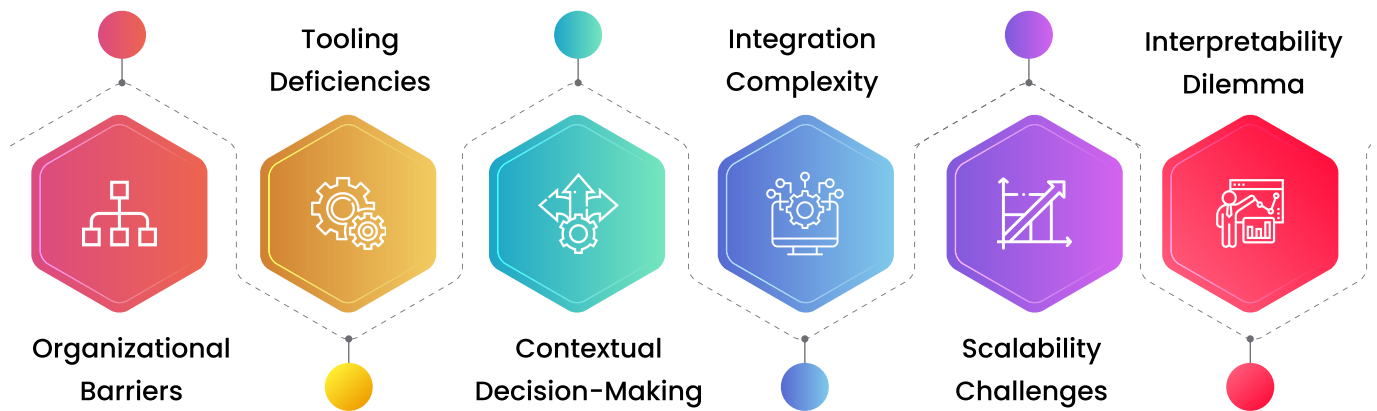 Organizational
Barriers
Tooling
Deficiencies
Contextual
Decision-Making
Integration
Complexity
Scalability
Challenges
Interpretability
Dilemma